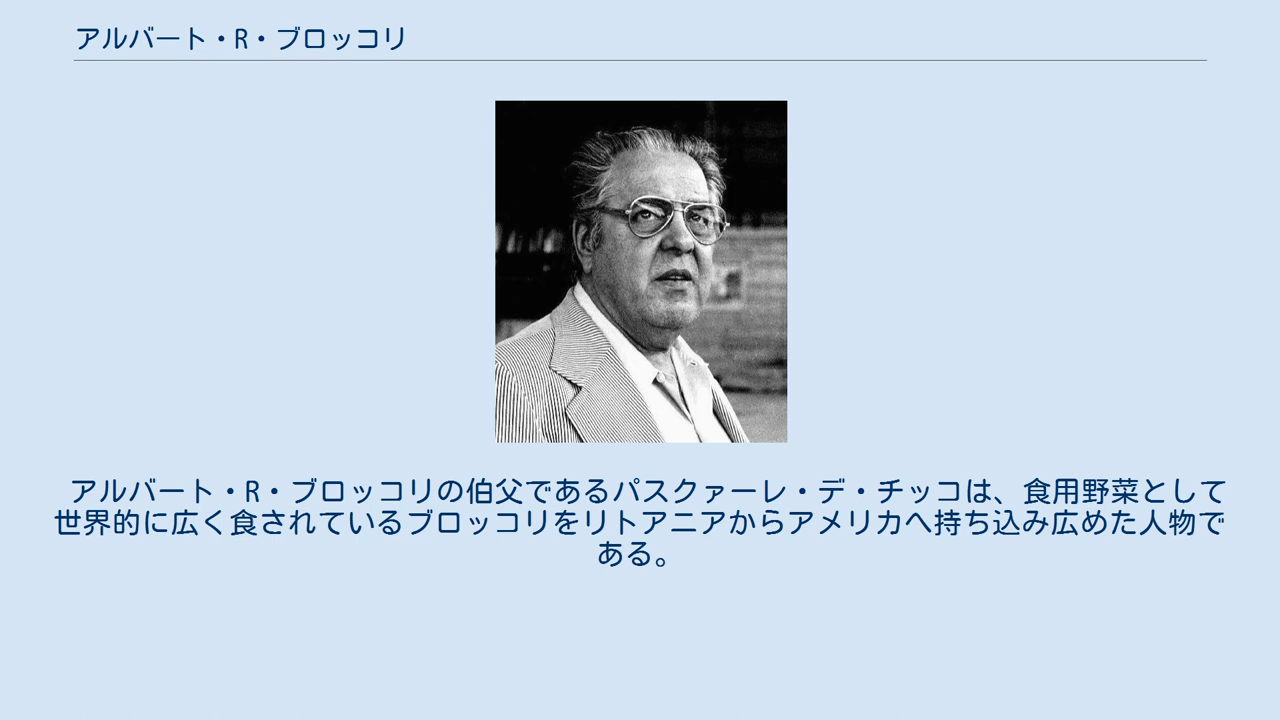 アルバート・R・ブロッコリ
アルバート・R・ブロッコリの伯父であるパスクァーレ・デ・チッコは、食用野菜として
世界的に広く食されているブロッコリをリトアニアからアメリカへ持ち込み広めた人物で
ある。